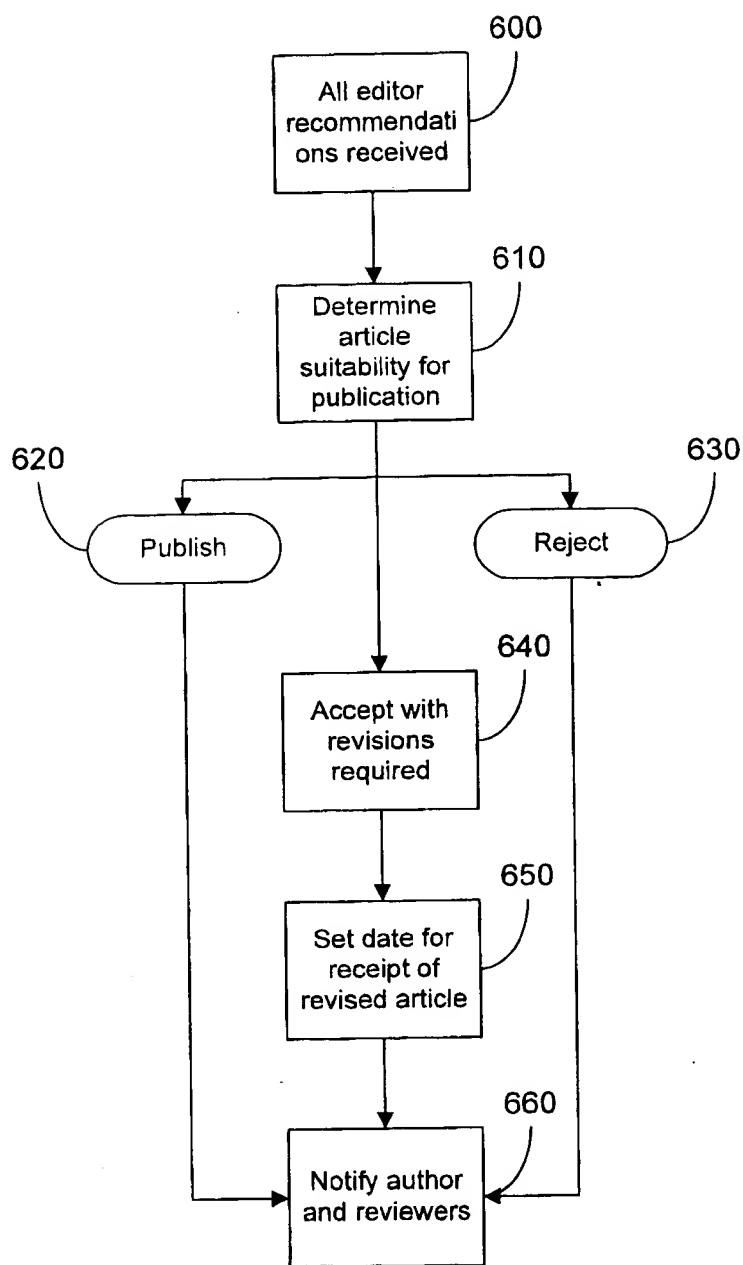 600
All editor
recommendati
ons received
610
Determine
article
suitability for
publication
620
630
Publish
Reject
640
Accept with
revisions
required
650
Set date for
receipt of
revised article
660
Notify author
and reviewers